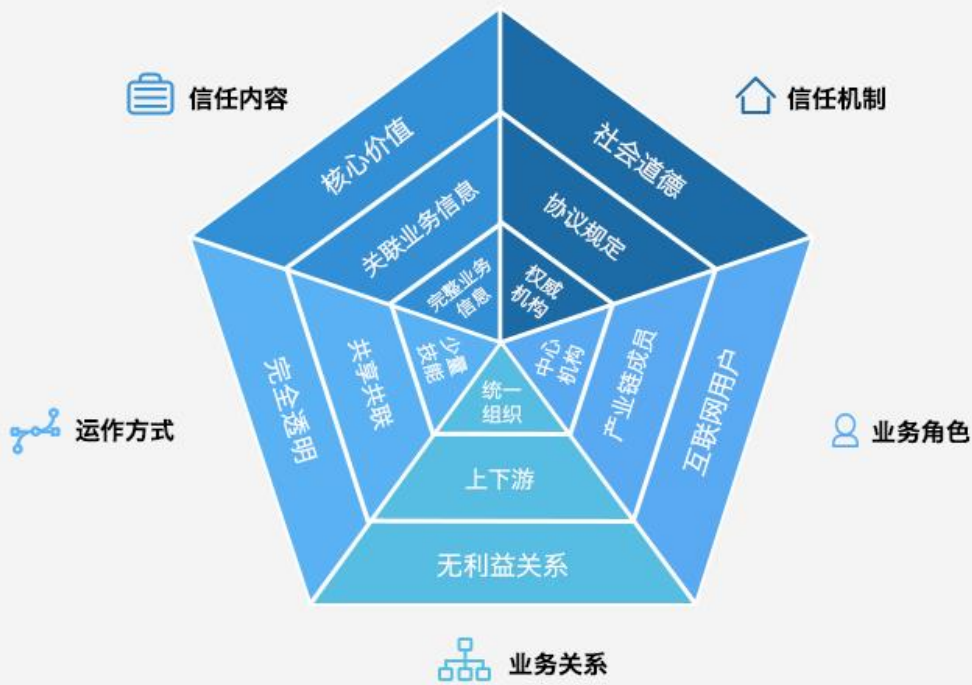 信任内容
信任机制
核心价值
社会道德
关联业务信息
协议规定
完整业务
信息
权威
机构
完全透明
共享共联
少量
技能
中心
机构
产业链成员
互联网用户
统一
组织
运作方式
业务角色
上下游
无利益关系
业务关系